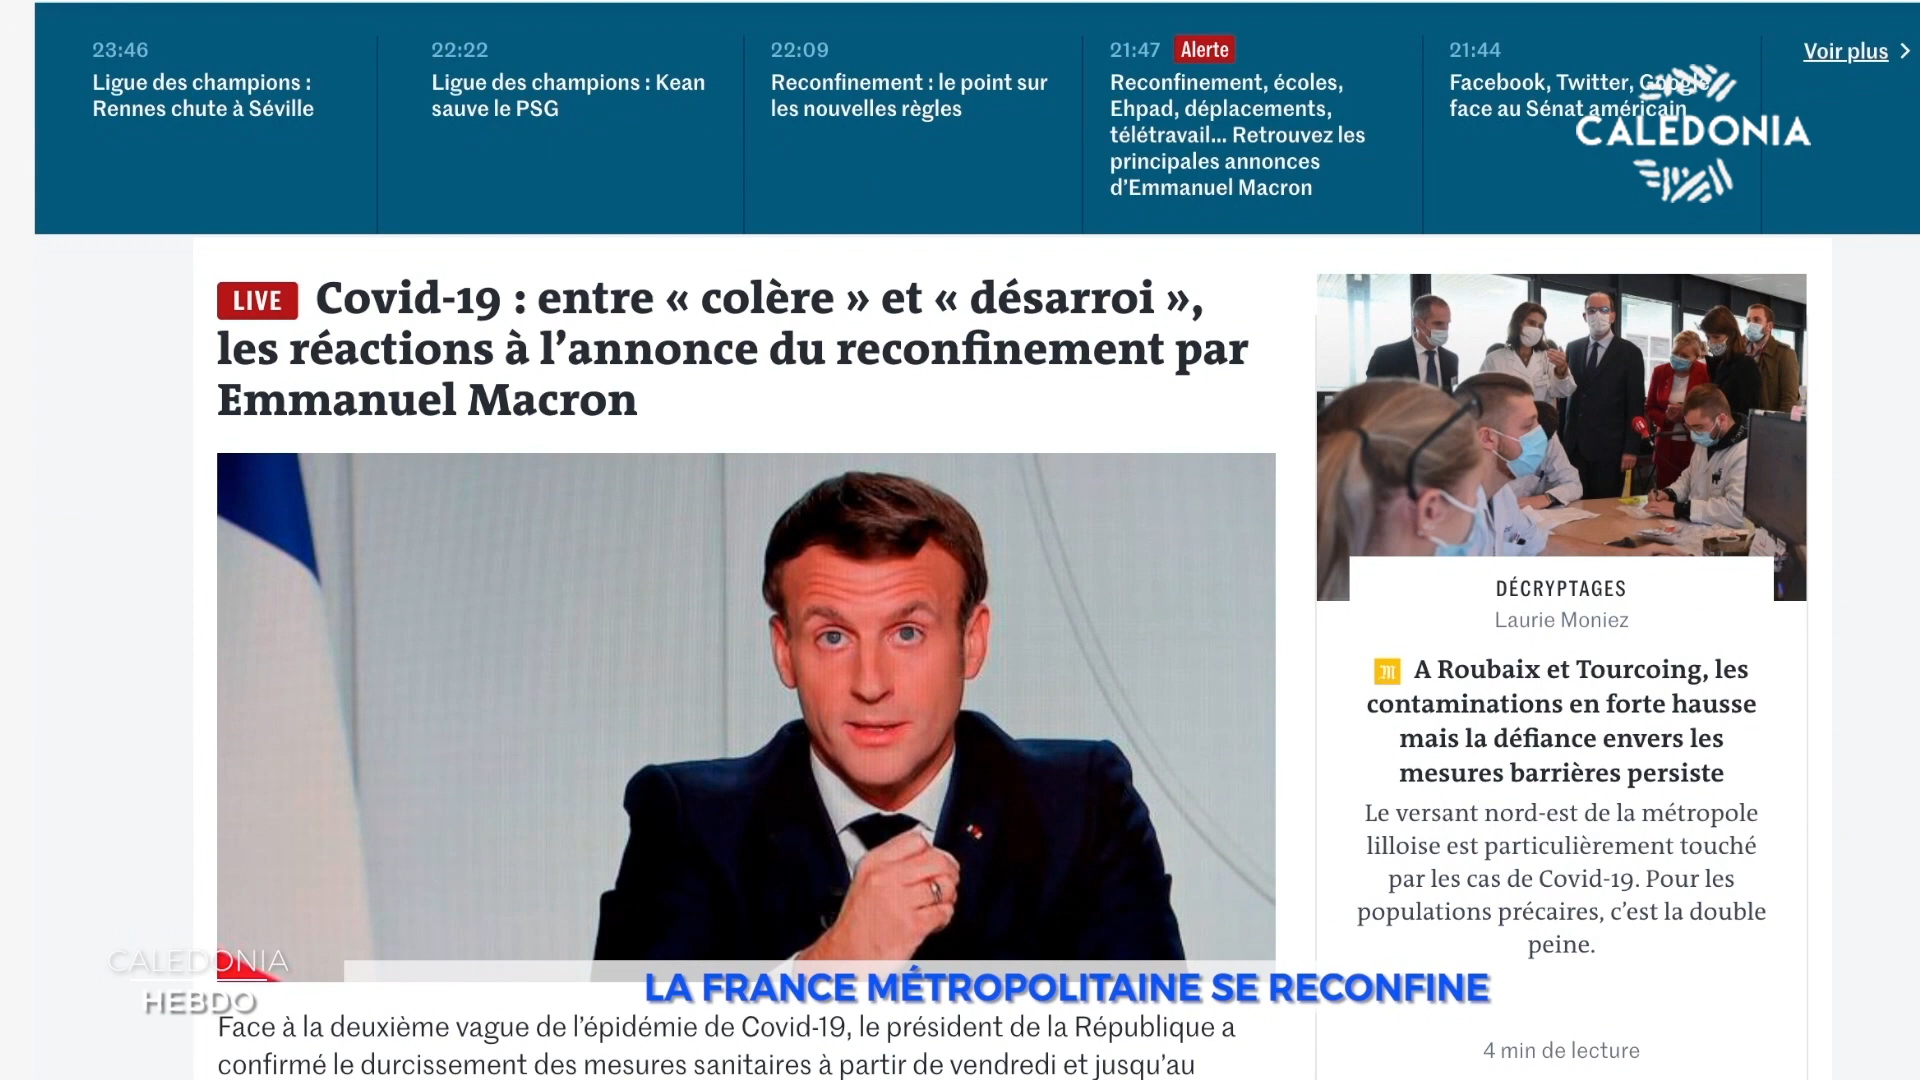 23:46
Ligue des champions :
Rennes chute à Séville
22:22
Ligue des champions : Kean
sauve le PSG
22:09
Reconfinement : le point sur
les nouvelles règles
21:47 Alerte
Reconfinement, écoles,
Ehpad, déplacements,
télétravail... Retrouvez les
principales annonces
d'Emmanuel Macron
21:44
Facebook, Twitter, Google
face au Sénat américain
Voir plus
CALEDONIA
LIVE Covid-19 : entre « colère » et « désarroi »,
les réactions à l'annonce du reconfinement par
Emmanuel Macron
DÉCRYPTAGES
Laurie Moniez
M A Roubaix et Tourcoing, les
contaminations en forte hausse
mais la défiance envers les
mesures barrières persiste
Le versant nord-est de la métropole
lilloise est particulièrement touché
par les cas de Covid-19. Pour les
populations précaires, c'est la double
peine.
4 min de lecture
CALEDONIA
HEBDO
LA FRANCE MÉTROPOLITAINE SE RECONFINE
Face à la deuxième vague de l'épidémie de Covid-19, le président de la République a
confirmé le durcissement des mesures sanitaires à partir de vendredi et jusqu'au